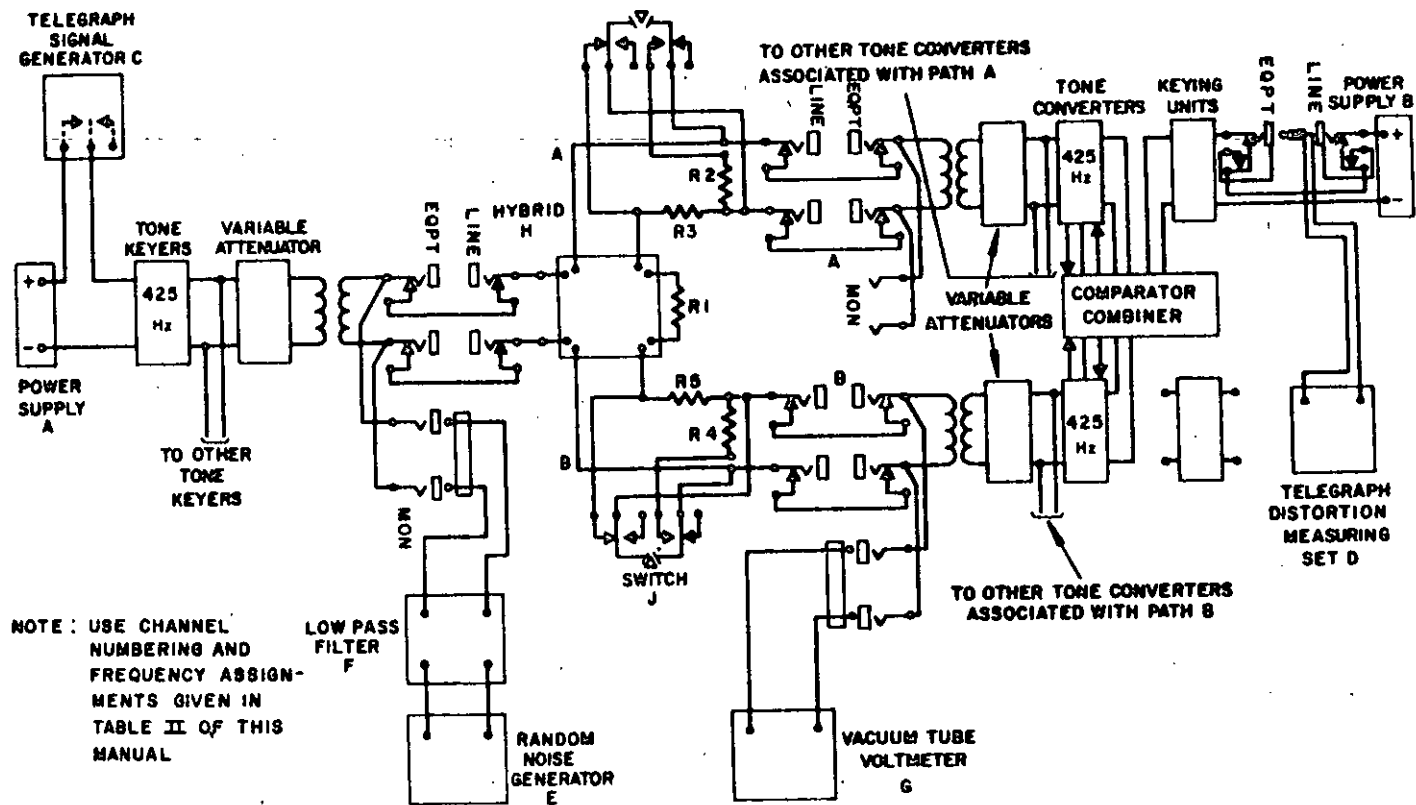 TELEGRAPH
SIGNAL
GENERATOR C
TONE
KEYERS
425
Hz
VARIABLE
ATTENUATOR
+
-
POWER
SUPPLY
A
TO OTHER
TONE
KEYERS
EQPT
LINE
MON
HYBRID
H
A
R1
R2
R3
LINE
EQPT
A
MON
TO OTHER TONE CONVERTERS
ASSOCIATED WITH PATH A
TONE
CONVERTERS
425
Hz
KEYING
UNITS
EQPT
LINE
POWER
SUPPLY B
+
-
VARIABLE
ATTENUATORS
COMPARATOR
COMBINER
R5
R4
B
B
SWITCH
J
425
Hz
TO OTHER TONE CONVERTERS
ASSOCIATED WITH PATH B
TELEGRAPH
DISTORTION
MEASURING
SET D
NOTE: USE CHANNEL
NUMBERING AND
FREQUENCY ASSIGN-
MENTS GIVEN IN
TABLE II OF THIS
MANUAL
LOW PASS
FILTER
F
RANDOM
NOISE
GENERATOR
E
VACUUM TUBE
VOLTMETER
G